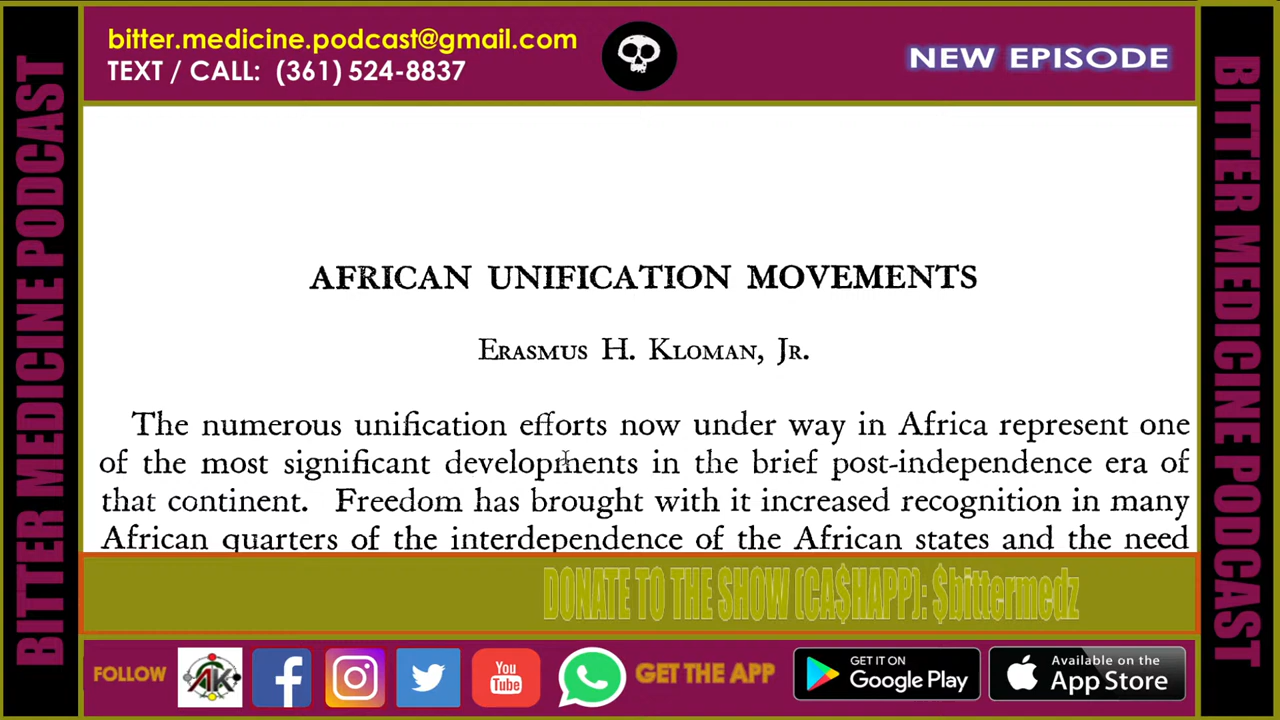 bitter.medicine.podcast@gmail.com
TEXT / CALL: (361) 524-8837
NEW EPISODE
BITTER MEDICINE PODCAST
AFRICAN UNIFICATION MOVEMENTS
Erasmus H. Kloman, Jr.
The numerous unification efforts now under way in Africa represent one
of the most significant developments in the brief post-independence era of
that continent. Freedom has brought with it increased recognition in many
African quarters of the interdependence of the African states and the need
BITTER MEDICINE PODCAST
DONATE TO THE SHOW (CA$HAPP): $bittermedz
FOLLOW
ATK
You
Tube
GET THE APP
GET IT ON
Google Play
Available on the
App Store